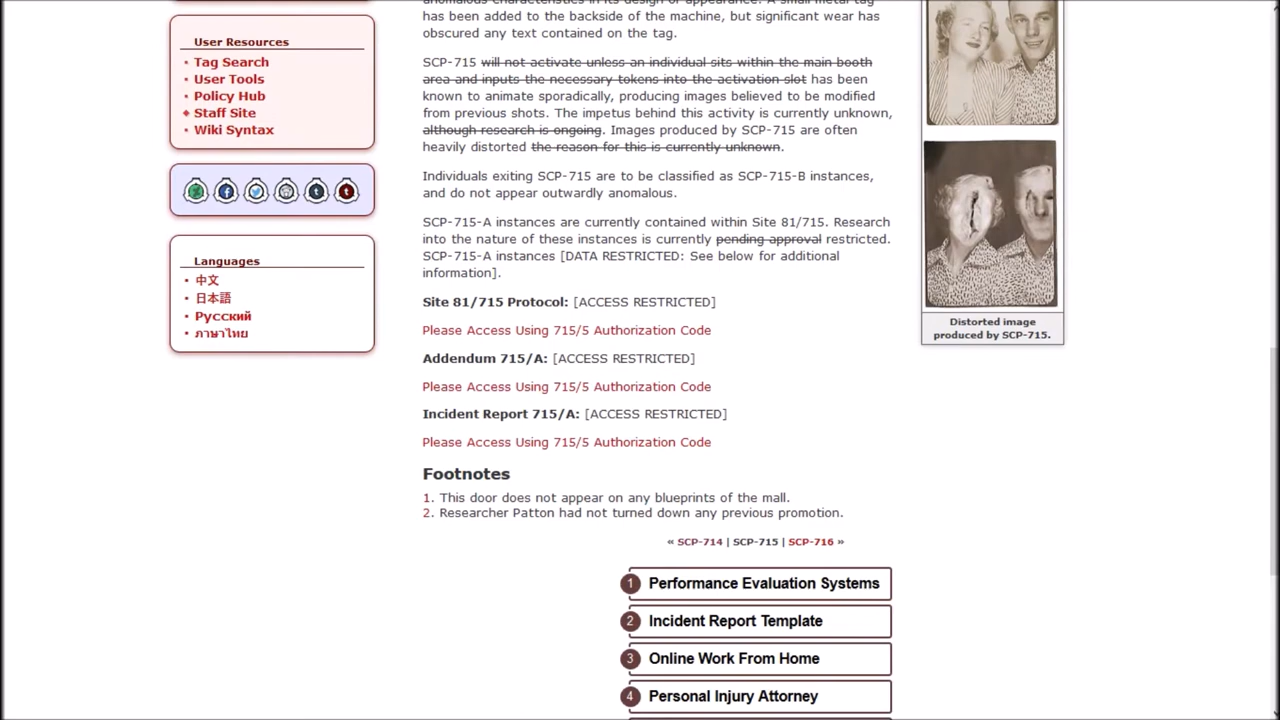 User Resources
Tag Search
User Tools
Policy Hub
Staff Site
Wiki Syntax
Languages
中文
日本語
Русский
ภาษาไทย
anomalous characteristics in its design or appearance. A small metal tag
has been added to the backside of the machine, but significant wear has
obscured any text contained on the tag.
SCP-715 will not activate unless an individual sits within the main booth
area and inputs the necessary tokens into the activation slot has been
known to animate sporadically, producing images believed to be modified
from previous shots. The impetus behind this activity is currently unknown,
although research is ongoing. Images produced by SCP-715 are often
heavily distorted the reason for this is currently unknown.
Individuals exiting SCP-715 are to be classified as SCP-715-B instances,
and do not appear outwardly anomalous.
SCP-715-A instances are currently contained within Site 81/715. Research
into the nature of these instances is currently pending approval restricted.
SCP-715-A instances [DATA RESTRICTED: See below for additional
information].
Site 81/715 Protocol: [ACCESS RESTRICTED]
Please Access Using 715/5 Authorization Code
Addendum 715/A: [ACCESS RESTRICTED]
Please Access Using 715/5 Authorization Code
Incident Report 715/A: [ACCESS RESTRICTED]
Please Access Using 715/5 Authorization Code
Footnotes
1. This door does not appear on any blueprints of the mall.
2. Researcher Patton had not turned down any previous promotion.
« SCP-714 | SCP-715 | SCP-716 »
1 Performance Evaluation Systems
2 Incident Report Template
3 Online Work From Home
4 Personal Injury Attorney
Distorted image
produced by SCP-715.